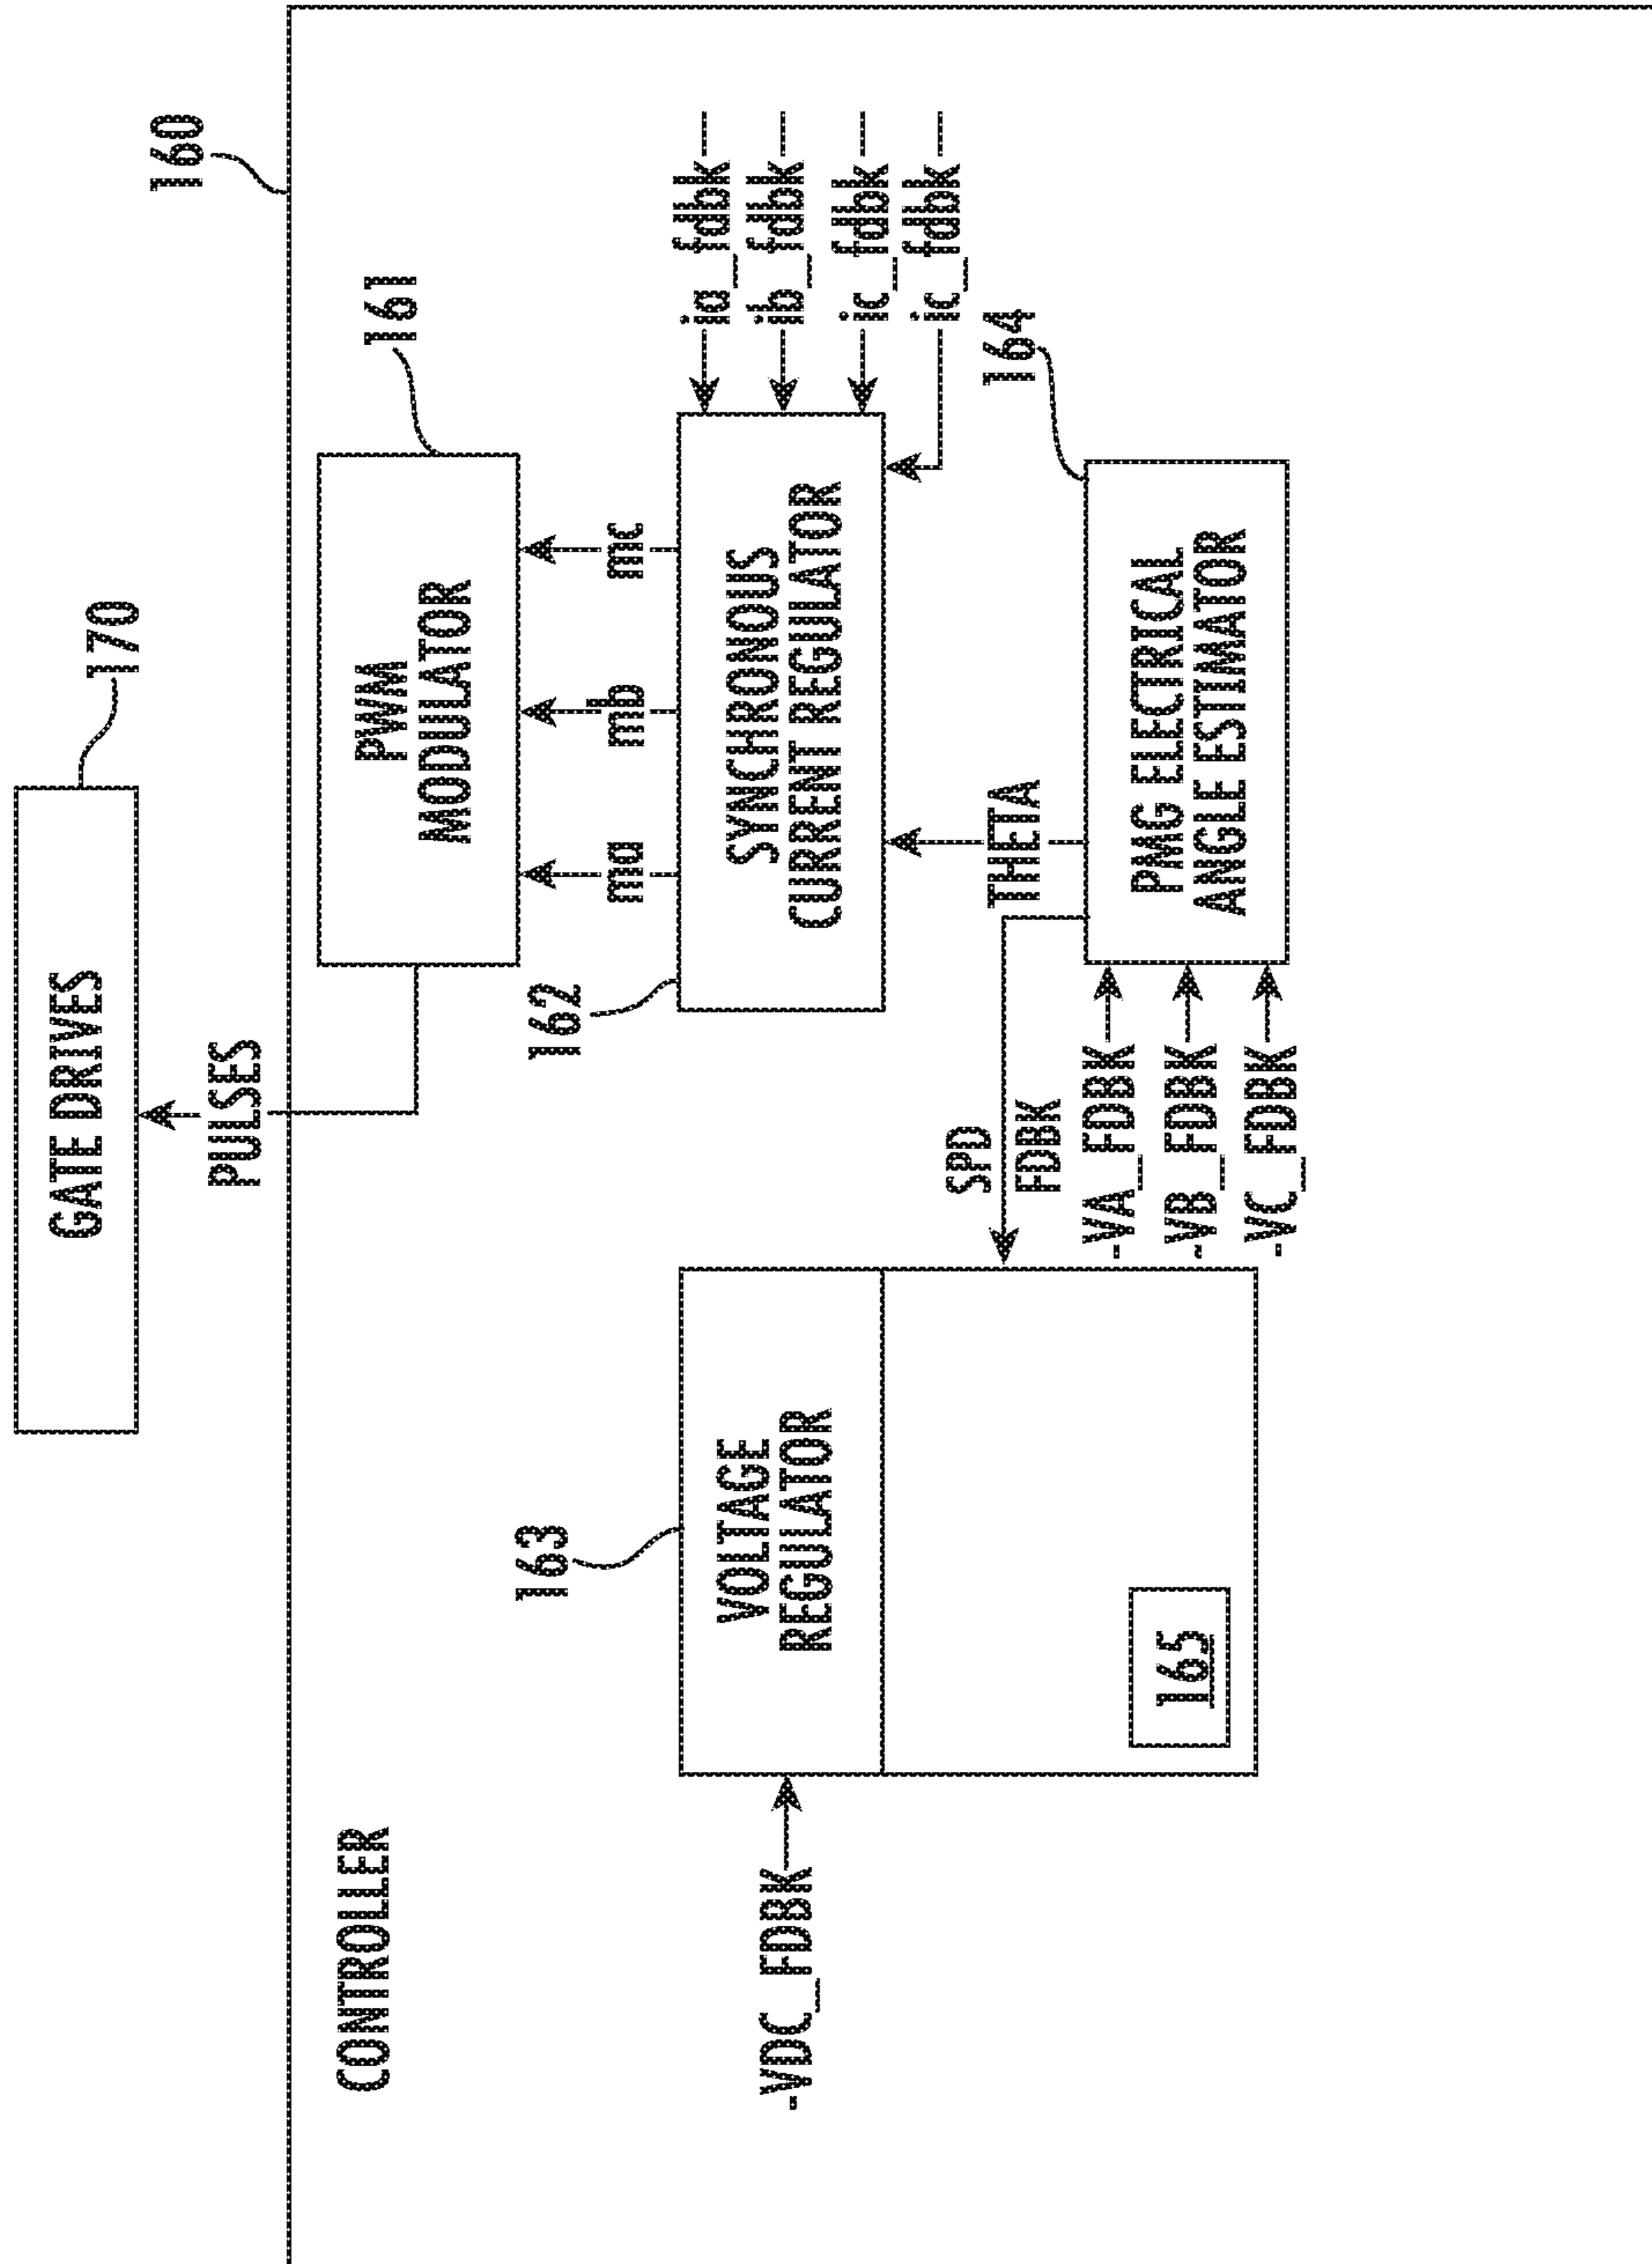 GATE DRIVES
170
PULSES
160
CONTROLLER
PWM
MODULATOR
161
ma
mb
mc
162
SYNCHRONOUS
CURRENT REGULATOR
ia_fdbk
ib_fdbk
ic_fdbk
ic_fdbk
163
VOLTAGE
REGULATOR
-VDC_FDBK
165
SPD
FDBK
THETA
164
PMG ELECTRICAL
ANGLE ESTIMATOR
-VA_FDBK
-VB_FDBK
-VC_FDBK